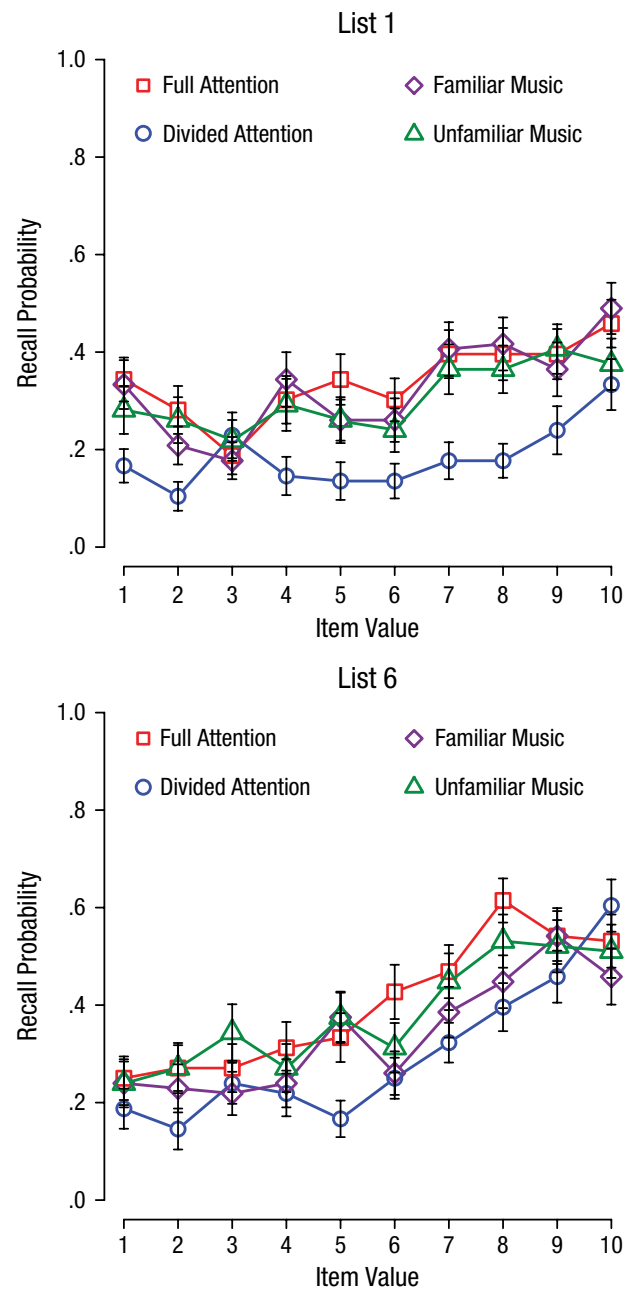 List 1
1.0
Full Attention
Familiar Music
Divided Attention
Unfamiliar Music
.8
.6
.4
.2
.0
Recall Probability
1 2 3 4 5 6 7 8 9 10
Item Value
List 6
1.0
Full Attention
Familiar Music
Divided Attention
Unfamiliar Music
.8
.6
.4
.2
.0
Recall Probability
1 2 3 4 5 6 7 8 9 10
Item Value